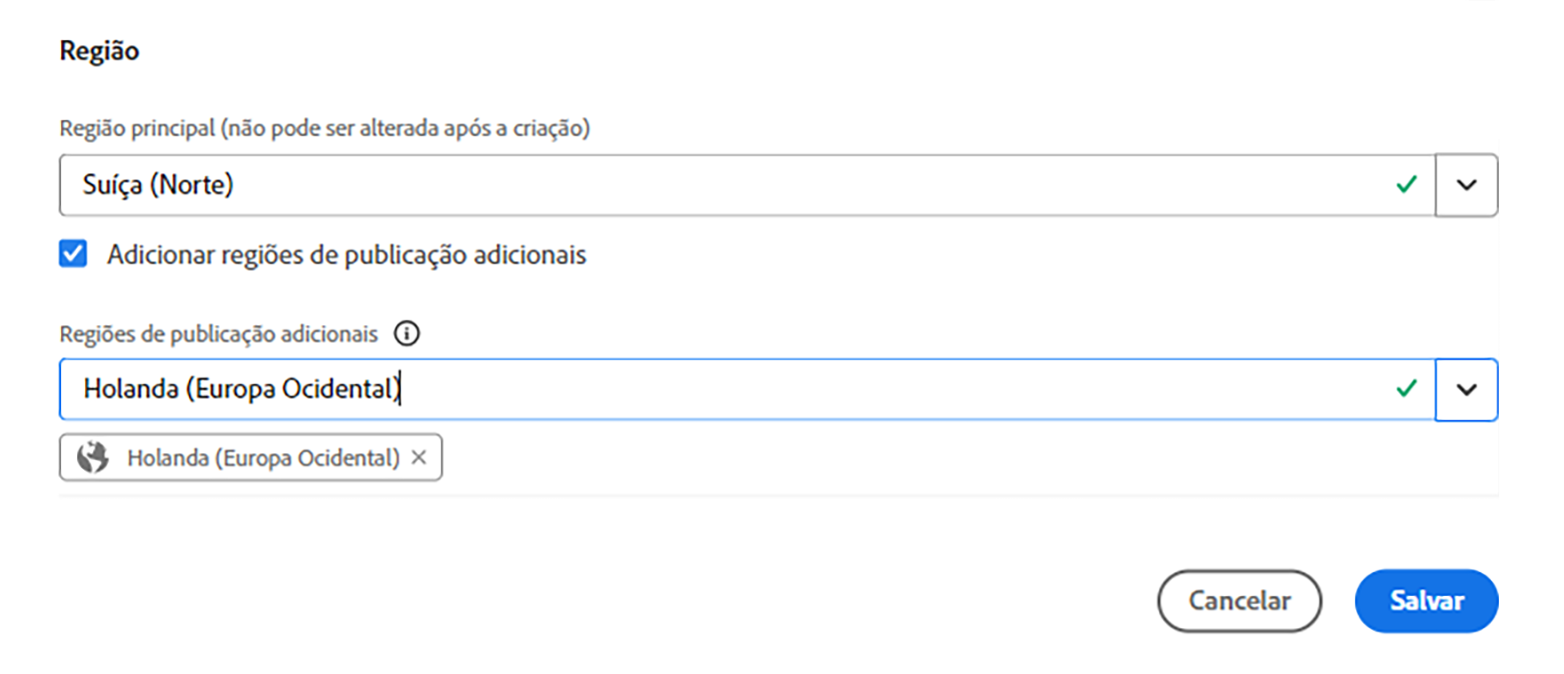 Região
Região principal (não pode ser alterada após a criação)
Suíça (Norte)
Adicionar regiões de publicação adicionais
Regiões de publicação adicionais
Holanda (Europa Ocidental)
Holanda (Europa Ocidental)
Cancelar Salvar